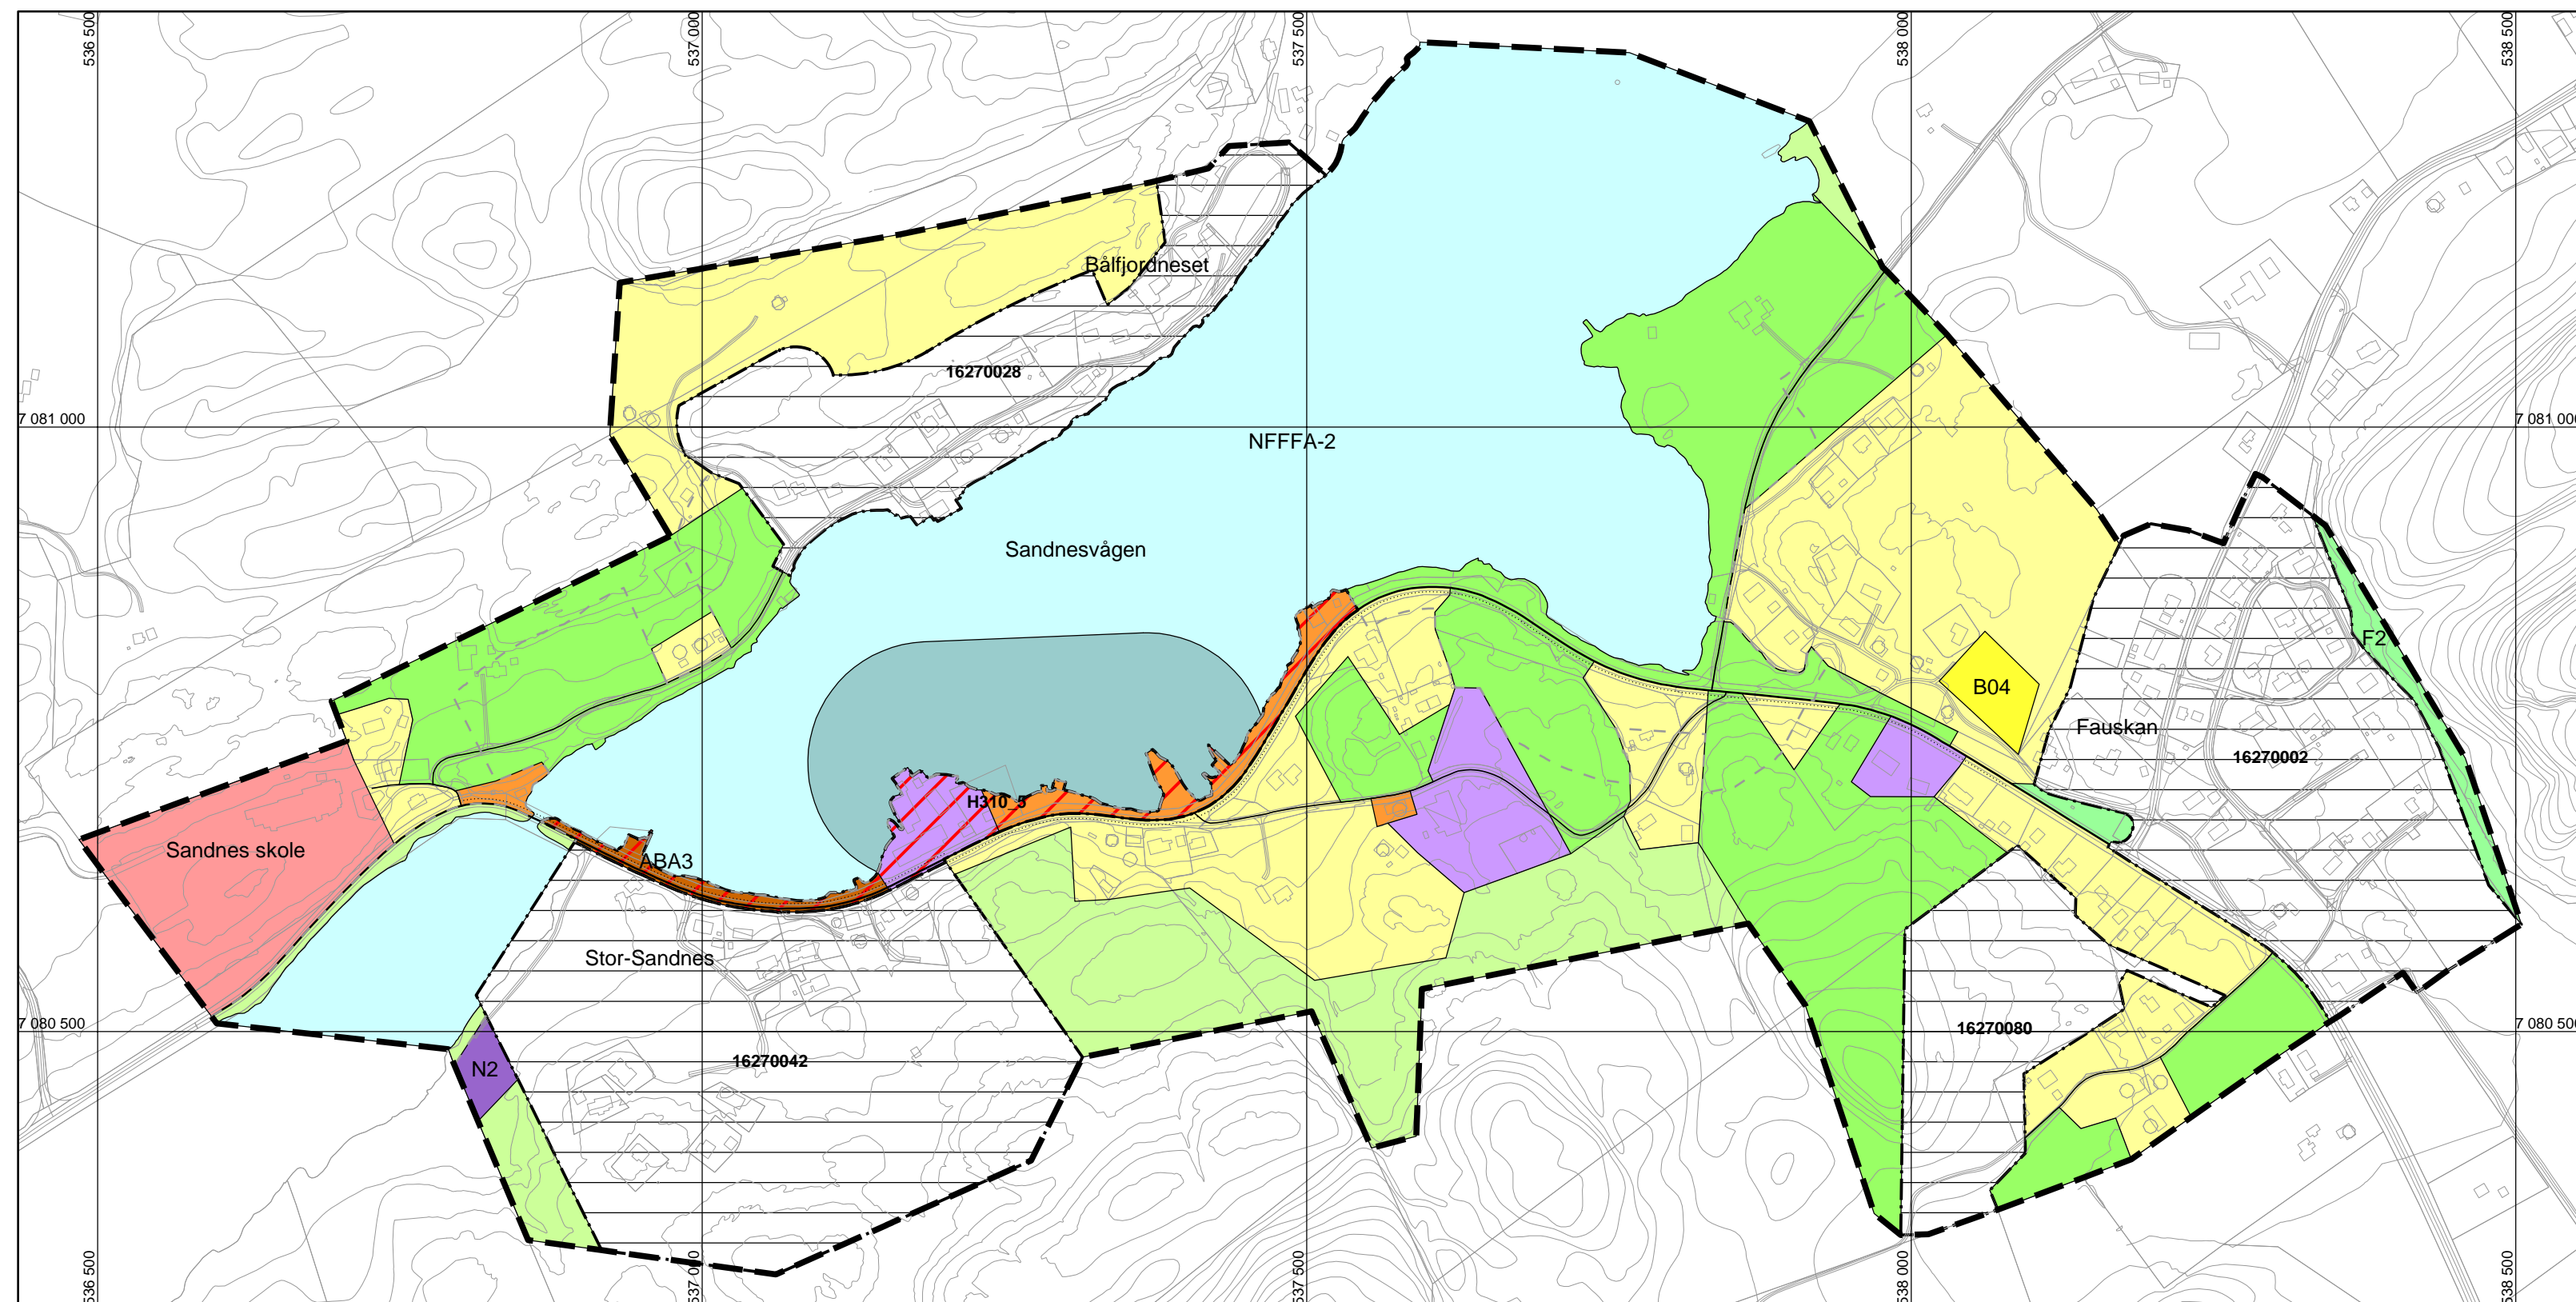 536 500
537 000
537 500
538 000
538 500
Bålfjordneset
16270028
7 081 000
7 081 000
NFFFA-2
Sandnesvågen
F2
B04
Fauskan
16270002
H310_5
Sandnes skole
ABA3
Stor-Sandnes
7 080 500
7 080 500
16270080
16270042
N2
536 500
537 000
537 500
538 000
538 500